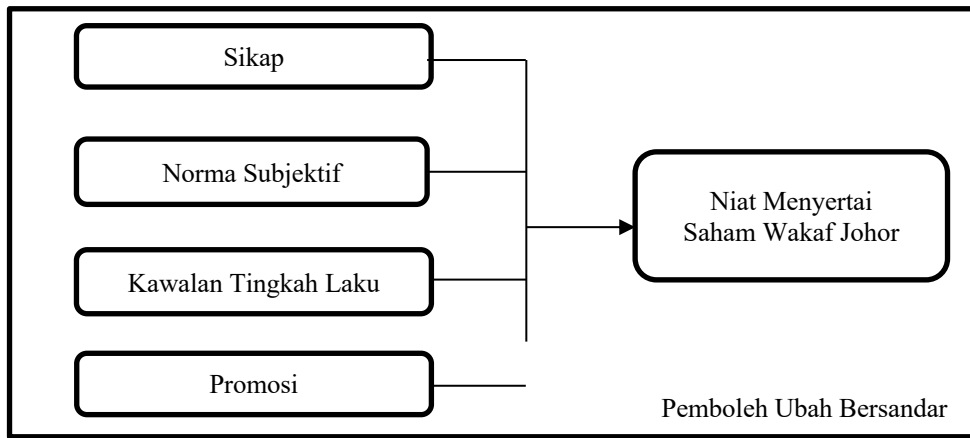 Sikap
Norma Subjektif
Kawalan Tingkah Laku
Promosi
Niat Menyertai
Saham Wakaf Johor
Pemboleh Ubah Bersandar